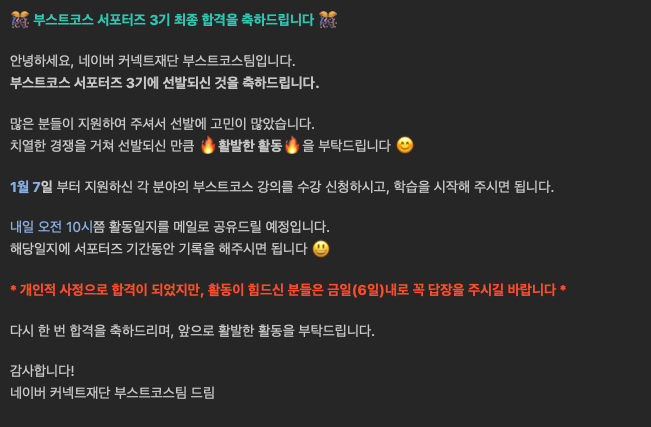 🎊 부스트코스 서포터즈 3기 최종 합격을 축하드립니다 🎊
안녕하세요, 네이버 커넥트재단 부스트코스팀입니다.
부스트코스 서포터즈 3기에 선발되신 것을 축하드립니다.
많은 분들이 지원하여 주셔서 선발에 고민이 많았습니다.
치열한 경쟁을 거쳐 선발되신 만큼 🔥활발한 활동🔥을 부탁드립니다 😊
1월 7일 부터 지원하신 각 분야의 부스트코스 강의를 수강 신청하시고, 학습을 시작해 주시면 됩니다.
내일 오전 10시쯤 활동일지를 메일로 공유드릴 예정입니다.
해당일지에 서포터즈 기간동안 기록을 해주시면 됩니다 😃
* 개인적 사정으로 합격이 되었지만, 활동이 힘드신 분들은 금일(6일)내로 꼭 답장을 주시길 바랍니다 *
다시 한 번 합격을 축하드리며, 앞으로 활발한 활동을 부탁드립니다.
감사합니다!
네이버 커넥트재단 부스트코스팀 드림